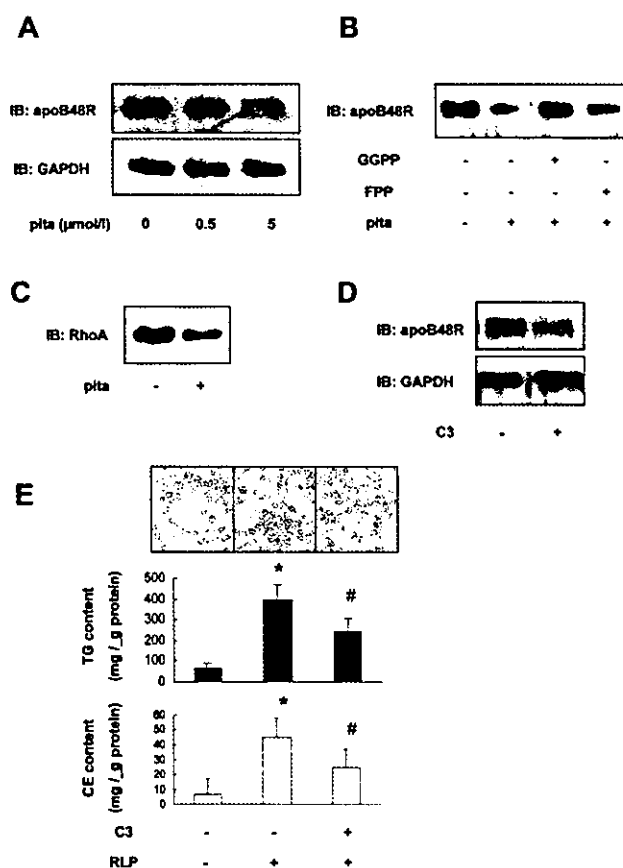 A
IB: apoB48R
IB: GAPDH
pita (μmol/l) 0 0.5 5
B
IB: apoB48R
GGPP - - + -
FPP - - - +
pita - + + +
C
IB: RhoA
pita - +
D
IB: apoB48R
IB: GAPDH
C3 - +
E
TG content
(mg /_g protein)
500
400
300
200
100
0
*
#
CE content
(mg /_g protein)
60
50
40
30
20
10
0
*
#
C3 - - +
RLP - + +